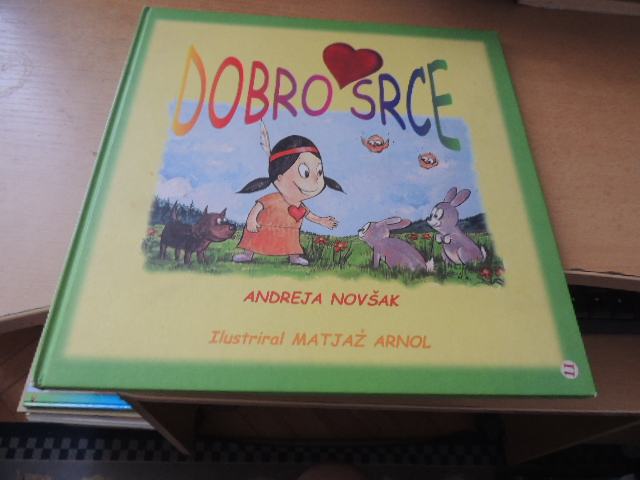 DOBRO SRCE
ANDREJA NOVŠAK
Ilustriral MATJAŽ ARNOL